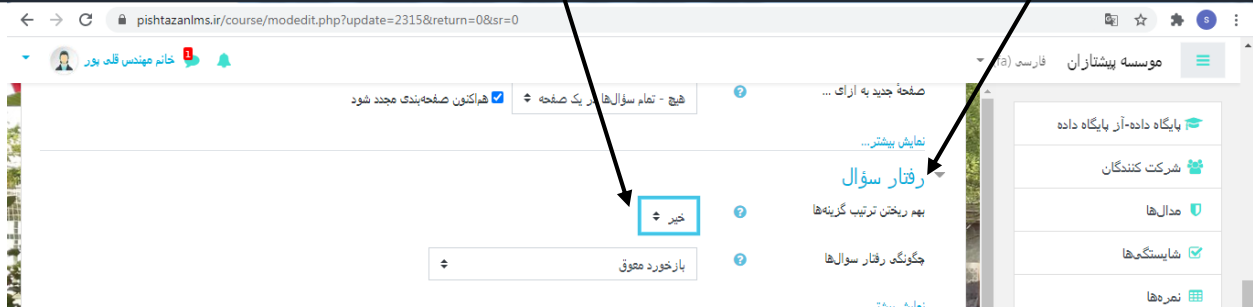 pishtazanlms.ir/course/modedit.php?update=2315&return=0&sr=0
S
موسسه پیشتازان
فارسی (fa)
1
خانم مهندس قلی پور
صفحهٔ جدید به ازای ...
هیچ - تمام سؤال‌ها در یک صفحه
هم‌اکنون صفحه‌بندی مجدد شود
نمایش بیشتر...
رفتار سؤال
بهم ریختن ترتیب گزینه‌ها
خیر
چگونگی رفتار سوال‌ها
بازخورد معوق
نمایش بیشتر
پایگاه داده-آز پایگاه داده
شرکت کنندگان
مدال‌ها
شایستگی‌ها
نمره‌ها